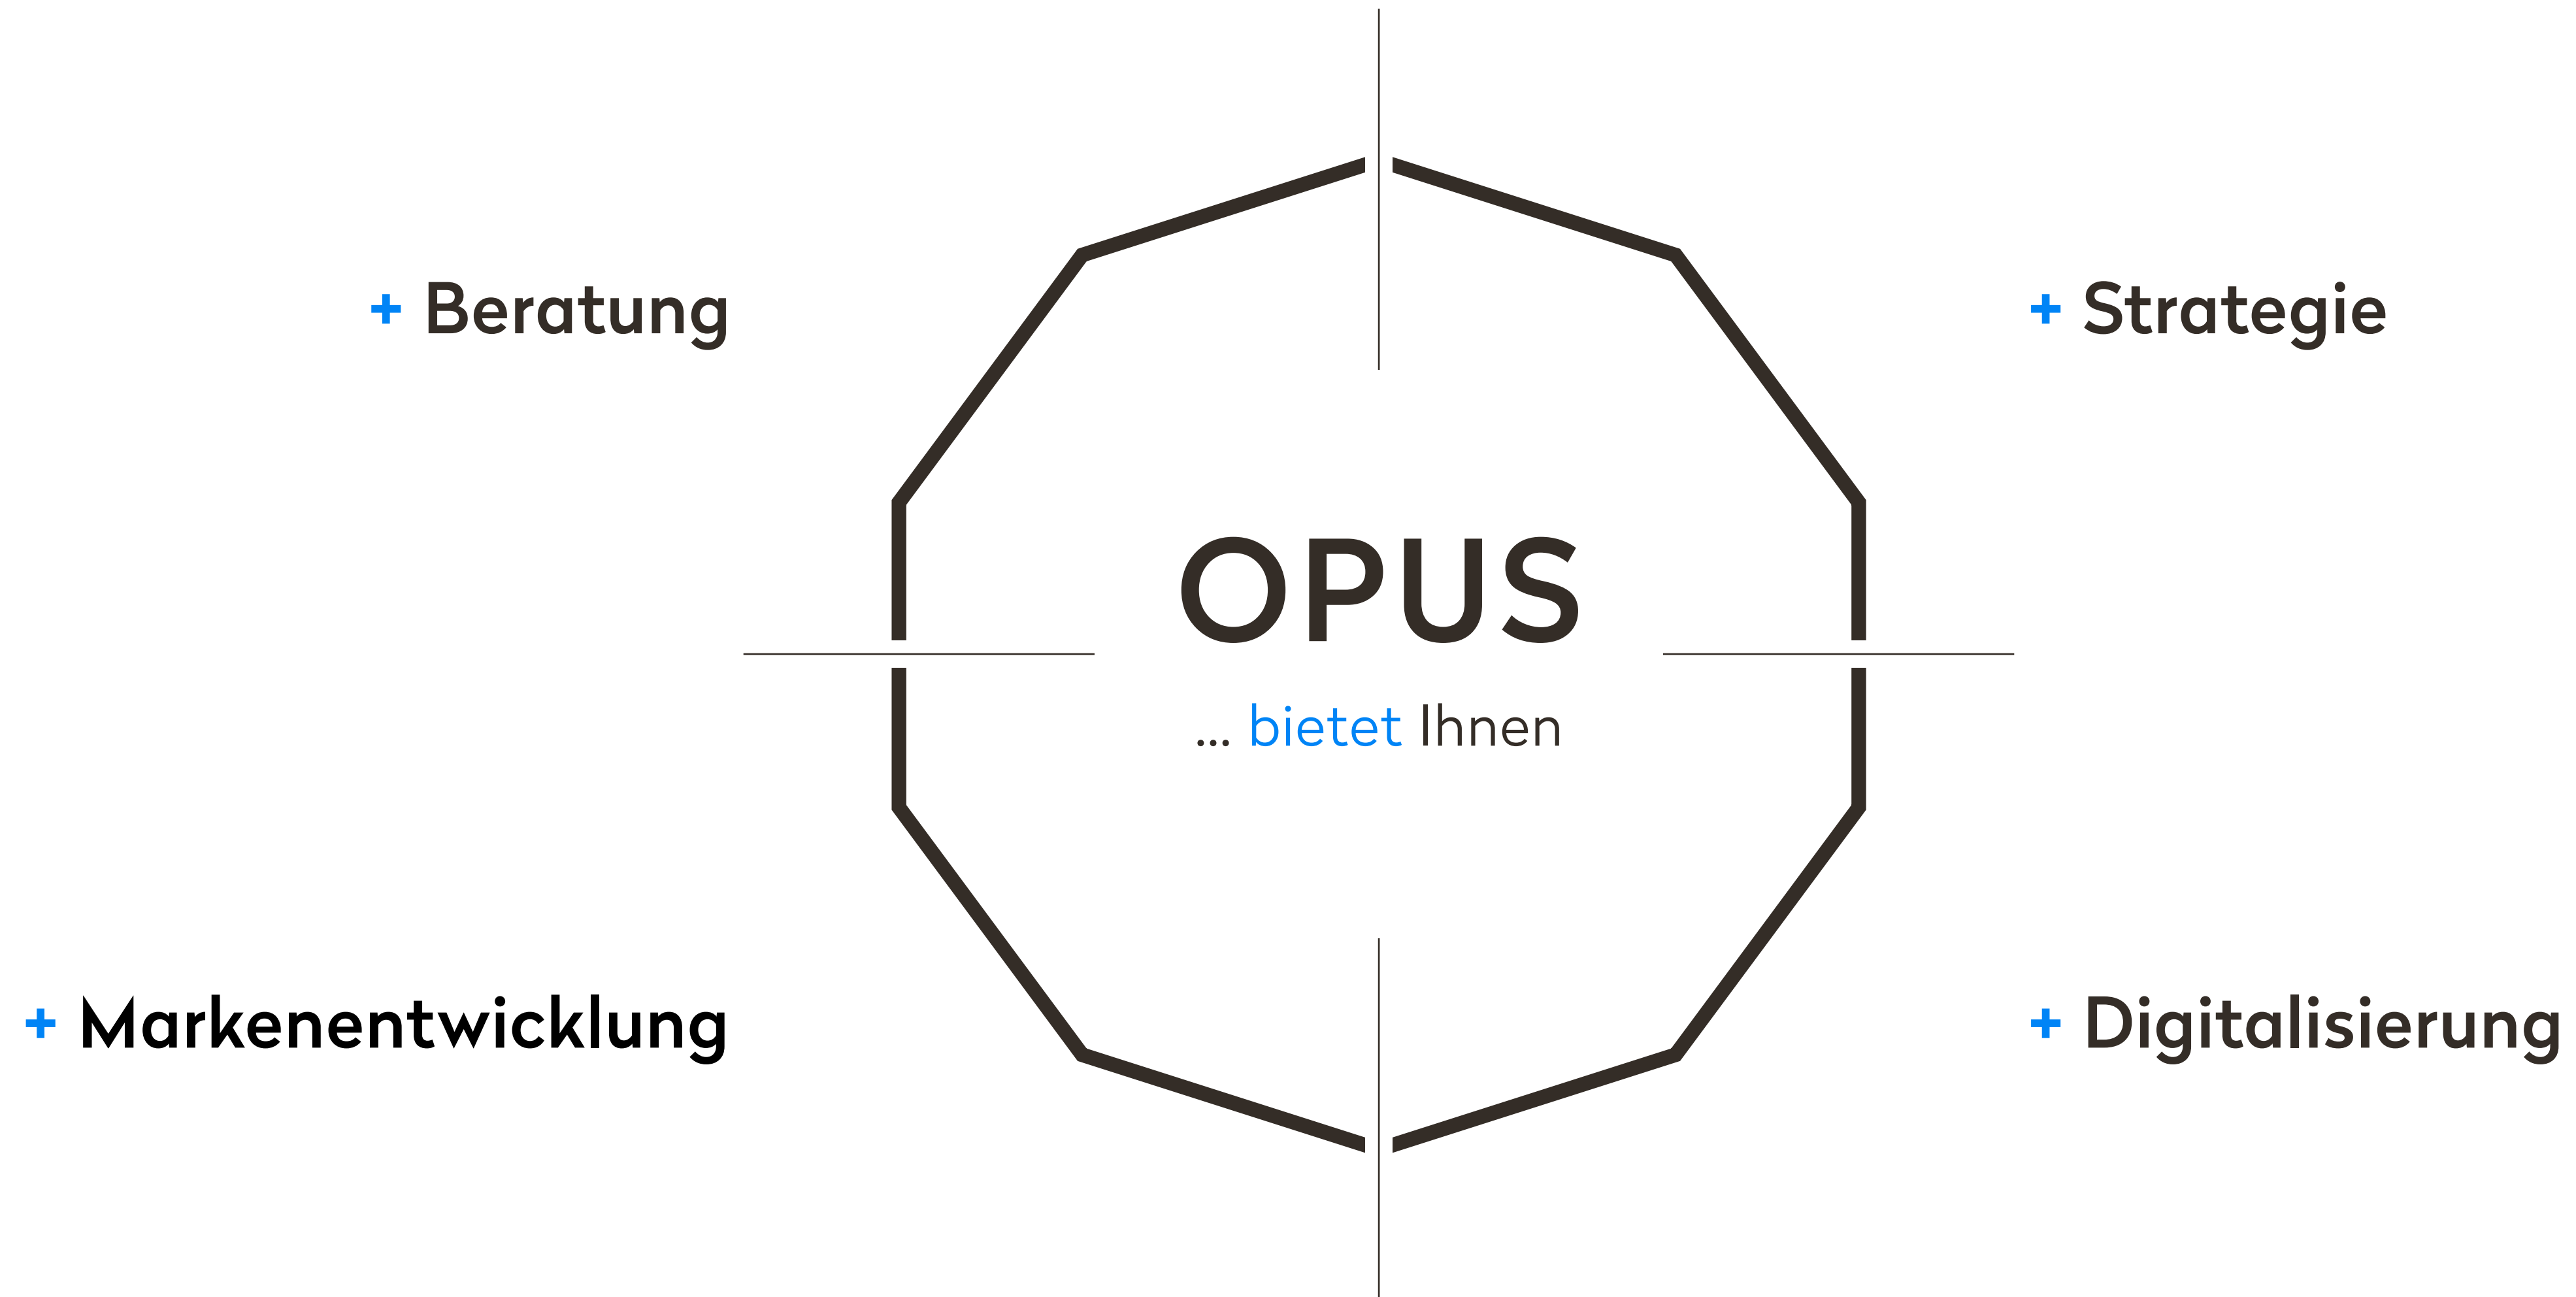 + Beratung
+ Strategie
OPUS
... bietet Ihnen
+ Markenentwicklung
+ Digitalisierung